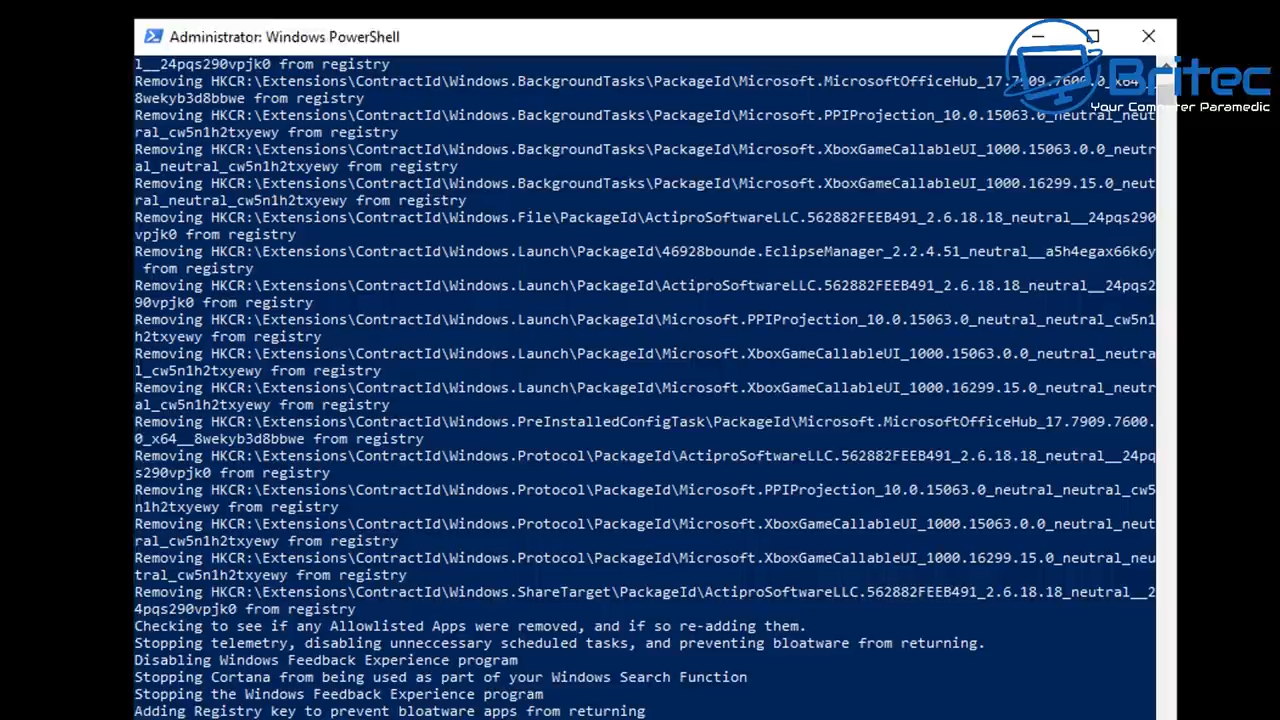 Administrator: Windows PowerShell
Britec
Your Computer Paramedic
l__24pqs290vpjk0 from registry
Removing HKCR:\Extensions\ContractId\Windows.BackgroundTasks\PackageId\Microsoft.MicrosoftOfficeHub_17.7909.7600.0_x64__
8wekyb3d8bbwe from registry
Removing HKCR:\Extensions\ContractId\Windows.BackgroundTasks\PackageId\Microsoft.PPIProjection_10.0.15063.0_neutral_neut
ral_cw5n1h2txyewy from registry
Removing HKCR:\Extensions\ContractId\Windows.BackgroundTasks\PackageId\Microsoft.XboxGameCallableUI_1000.15063.0.0_neutr
al_neutral_cw5n1h2txyewy from registry
Removing HKCR:\Extensions\ContractId\Windows.BackgroundTasks\PackageId\Microsoft.XboxGameCallableUI_1000.16299.15.0_neut
ral_neutral_cw5n1h2txyewy from registry
Removing HKCR:\Extensions\ContractId\Windows.File\PackageId\ActiproSoftwareLLC.562882FEEB491_2.6.18.18_neutral__24pqs290
vpjk0 from registry
Removing HKCR:\Extensions\ContractId\Windows.Launch\PackageId\46928bounde.EclipseManager_2.2.4.51_neutral__a5h4egax66k6y
from registry
Removing HKCR:\Extensions\ContractId\Windows.Launch\PackageId\ActiproSoftwareLLC.562882FEEB491_2.6.18.18_neutral__24pqs2
90vpjk0 from registry
Removing HKCR:\Extensions\ContractId\Windows.Launch\PackageId\Microsoft.PPIProjection_10.0.15063.0_neutral_neutral_cw5n1
h2txyewy from registry
Removing HKCR:\Extensions\ContractId\Windows.Launch\PackageId\Microsoft.XboxGameCallableUI_1000.15063.0.0_neutral_neutra
l_cw5n1h2txyewy from registry
Removing HKCR:\Extensions\ContractId\Windows.Launch\PackageId\Microsoft.XboxGameCallableUI_1000.16299.15.0_neutral_neutr
al_cw5n1h2txyewy from registry
Removing HKCR:\Extensions\ContractId\Windows.PreInstalledConfigTask\PackageId\Microsoft.MicrosoftOfficeHub_17.7909.7600.
0_x64__8wekyb3d8bbwe from registry
Removing HKCR:\Extensions\ContractId\Windows.Protocol\PackageId\ActiproSoftwareLLC.562882FEEB491_2.6.18.18_neutral__24pq
s290vpjk0 from registry
Removing HKCR:\Extensions\ContractId\Windows.Protocol\PackageId\Microsoft.PPIProjection_10.0.15063.0_neutral_neutral_cw5
n1h2txyewy from registry
Removing HKCR:\Extensions\ContractId\Windows.Protocol\PackageId\Microsoft.XboxGameCallableUI_1000.15063.0.0_neutral_neut
ral_cw5n1h2txyewy from registry
Removing HKCR:\Extensions\ContractId\Windows.Protocol\PackageId\Microsoft.XboxGameCallableUI_1000.16299.15.0_neutral_neu
tral_cw5n1h2txyewy from registry
Removing HKCR:\Extensions\ContractId\Windows.ShareTarget\PackageId\ActiproSoftwareLLC.562882FEEB491_2.6.18.18_neutral__2
4pqs290vpjk0 from registry
Checking to see if any Allowlisted Apps were removed, and if so re-adding them.
Stopping telemetry, disabling unneccessary scheduled tasks, and preventing bloatware from returning.
Disabling Windows Feedback Experience program
Stopping Cortana from being used as part of your Windows Search Function
Stopping the Windows Feedback Experience program
Adding Registry key to prevent bloatware apps from returning